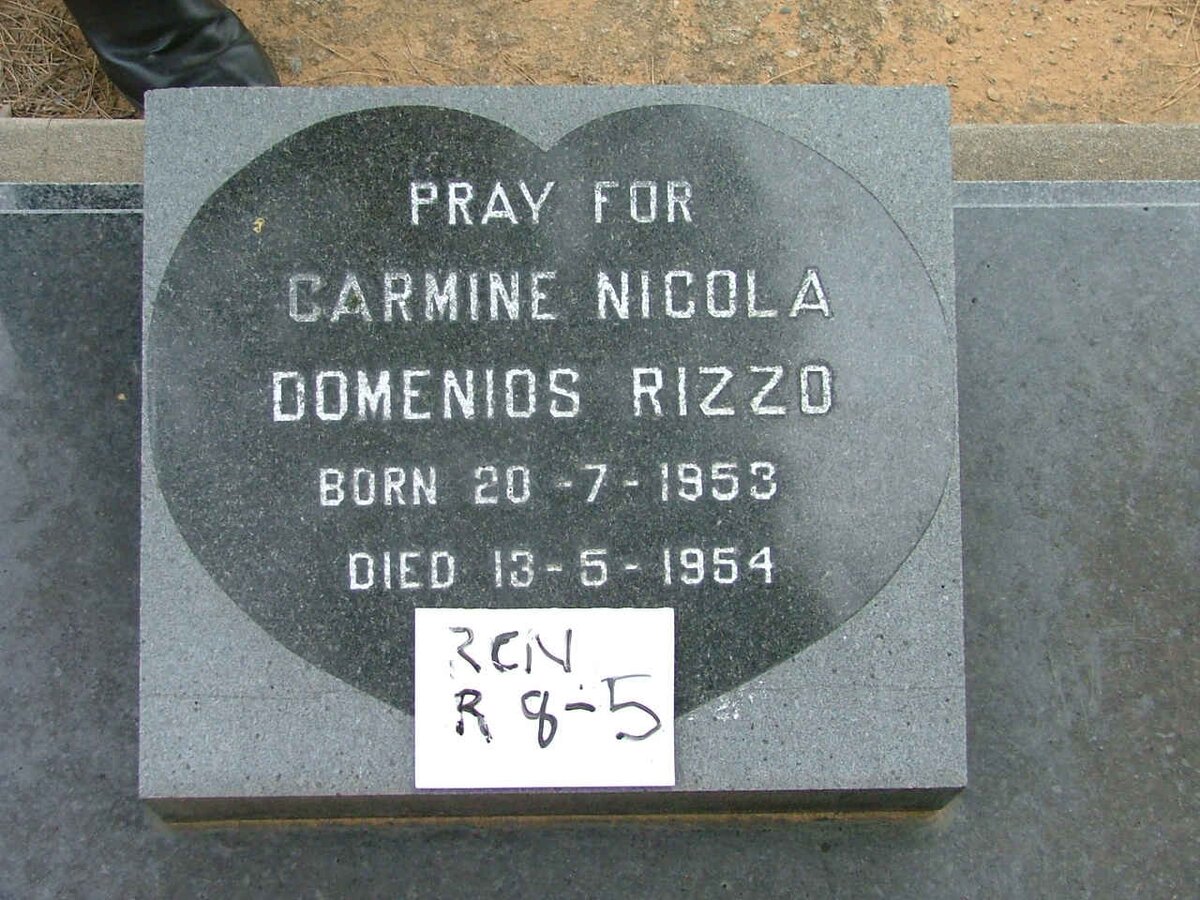 PRAY FOR
CARMINE NICOLA
DOMENIOS RIZZO
BORN 20-7-1953
DIED 13-5-1954
RCN
R 8-5